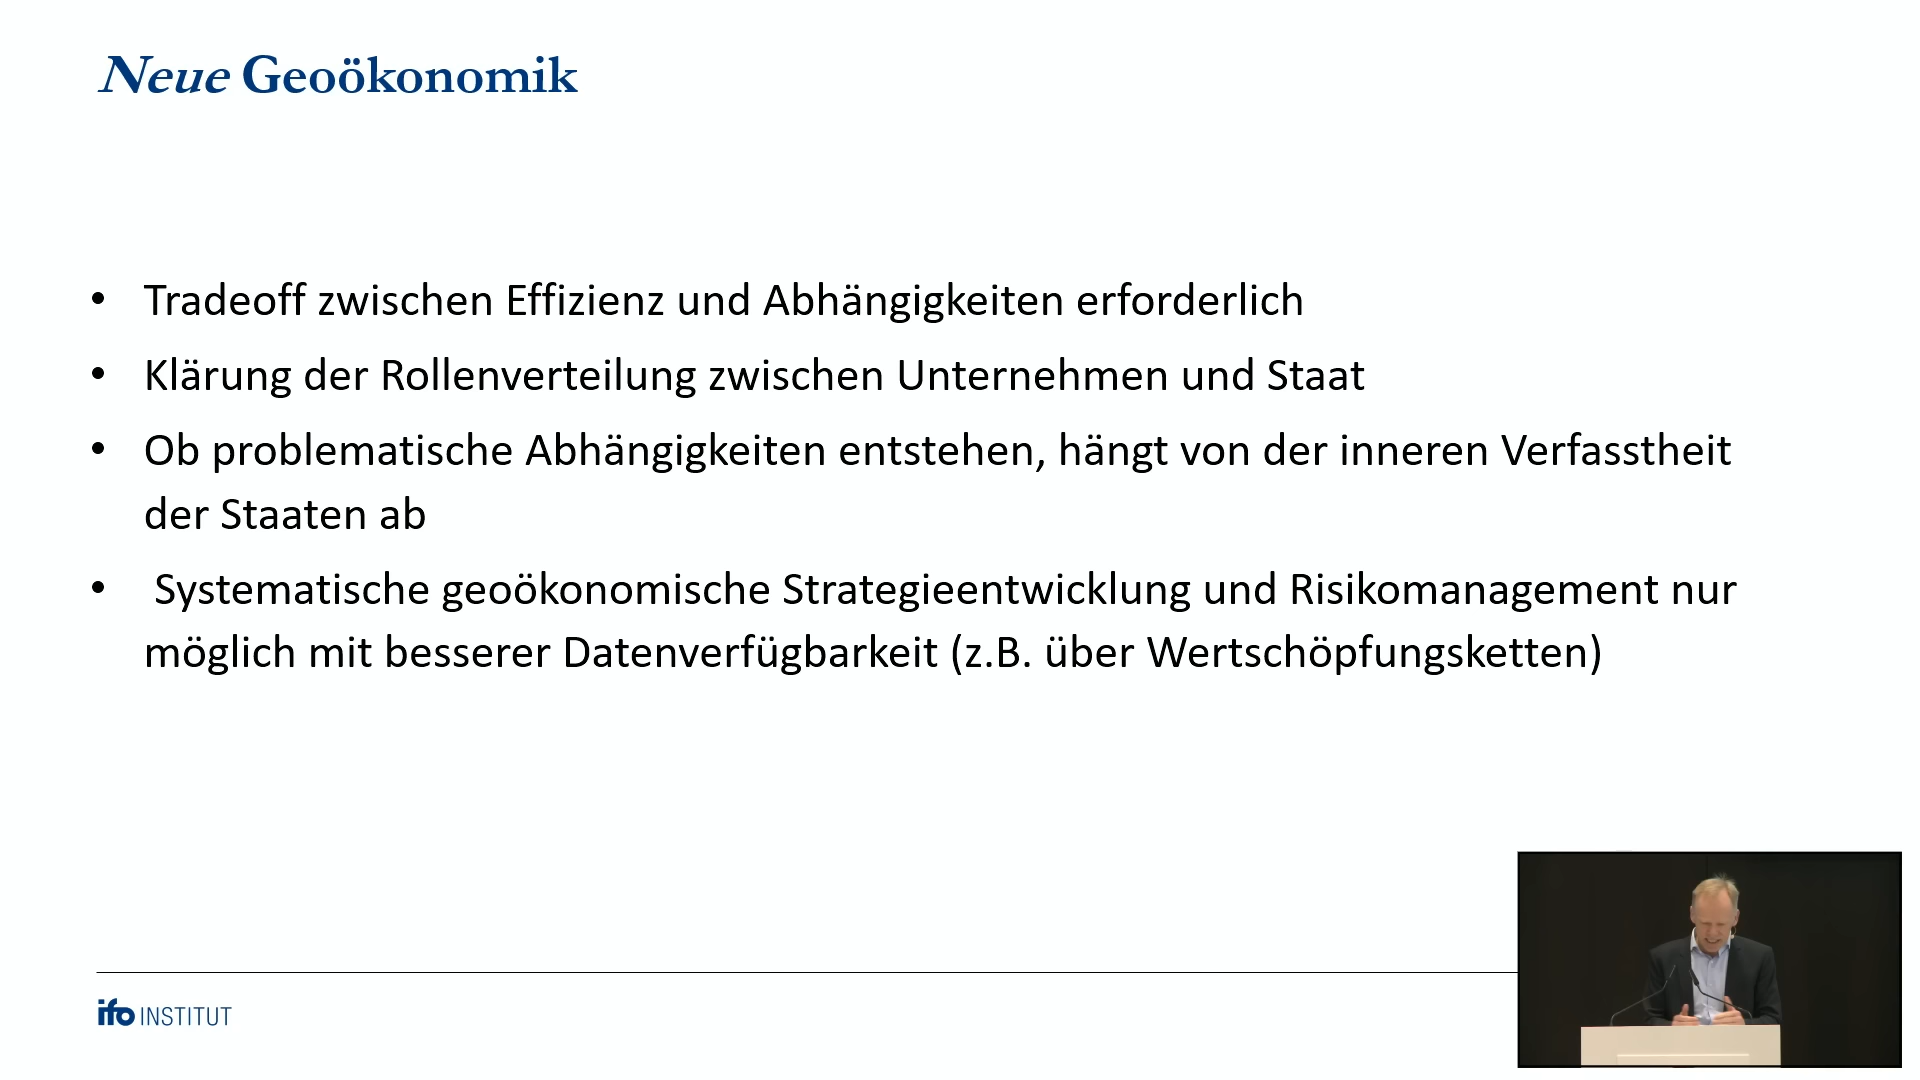 Neue Geoökonomik
• Tradeoff zwischen Effizienz und Abhängigkeiten erforderlich
• Klärung der Rollenverteilung zwischen Unternehmen und Staat
• Ob problematische Abhängigkeiten entstehen, hängt von der inneren Verfasstheit
der Staaten ab
• Systematische geoökonomische Strategieentwicklung und Risikomanagement nur
möglich mit besserer Datenverfügbarkeit (z.B. über Wertschöpfungsketten)
ifo INSTITUT